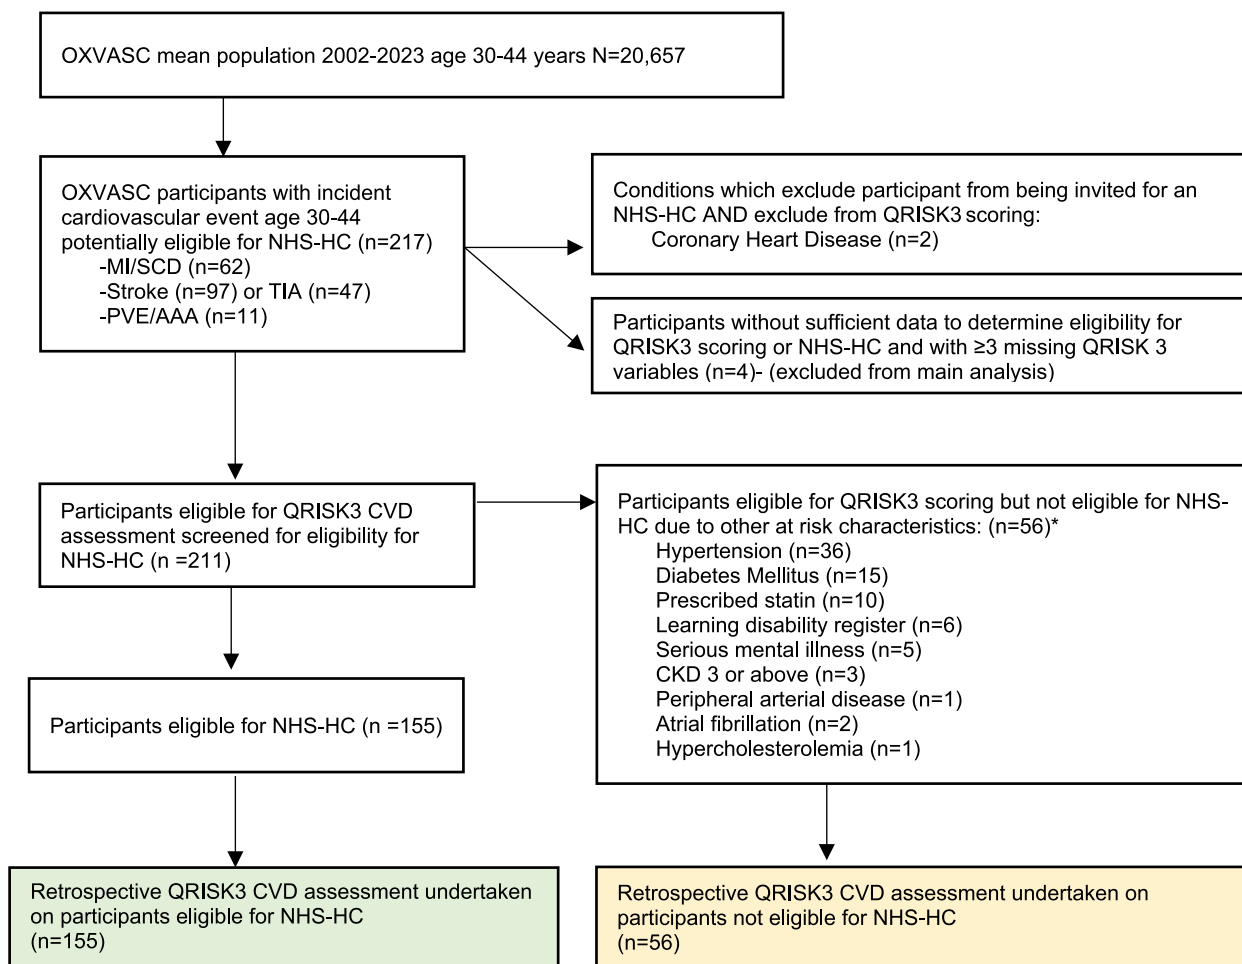 OXVASC mean population 2002-2023 age 30-44 years N=20,657
OXVASC participants with incident
cardiovascular event age 30-44
potentially eligible for NHS-HC (n=217)
-MI/SCD (n=62)
-Stroke (n=97) or TIA (n=47)
-PVE/AAA (n=11)
Conditions which exclude participant from being invited for an
NHS-HC AND exclude from QRISK3 scoring:
Coronary Heart Disease (n=2)
Participants without sufficient data to determine eligibility for
QRISK3 scoring or NHS-HC and with ≥3 missing QRISK 3
variables (n=4)- (excluded from main analysis)
Participants eligible for QRISK3 CVD
assessment screened for eligibility for
NHS-HC (n =211)
Participants eligible for QRISK3 scoring but not eligible for NHS-
HC due to other at risk characteristics: (n=56)*
Hypertension (n=36)
Diabetes Mellitus (n=15)
Prescribed statin (n=10)
Learning disability register (n=6)
Serious mental illness (n=5)
CKD 3 or above (n=3)
Peripheral arterial disease (n=1)
Atrial fibrillation (n=2)
Hypercholesterolemia (n=1)
Participants eligible for NHS-HC (n =155)
Retrospective QRISK3 CVD assessment undertaken
on participants eligible for NHS-HC
(n=155)
Retrospective QRISK3 CVD assessment undertaken on
participants not eligible for NHS-HC
(n=56)